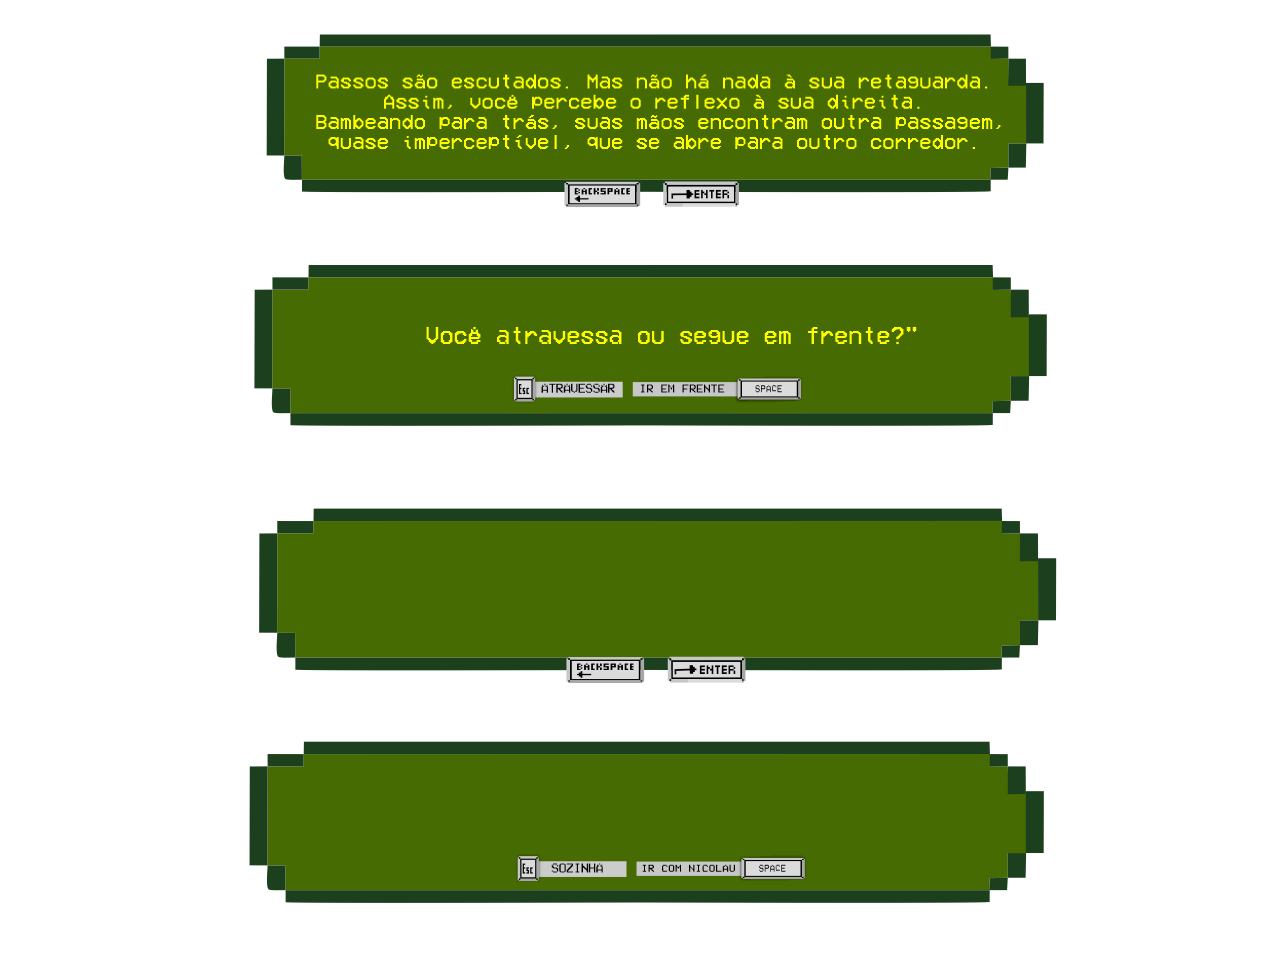 Passos são escutados. Mas não há nada à sua retaguarda.
Assim, você percebe o reflexo à sua direita.
Bambeando para trás, suas mãos encontram outra passagem,
quase imperceptível, que se abre para outro corredor.
BACKSPACE ENTER
Você atravessa ou segue em frente?"
Esc ATRAVESSAR IR EM FRENTE SPACE
BACKSPACE ENTER
Esc SOZINHA IR COM NICOLAU SPACE